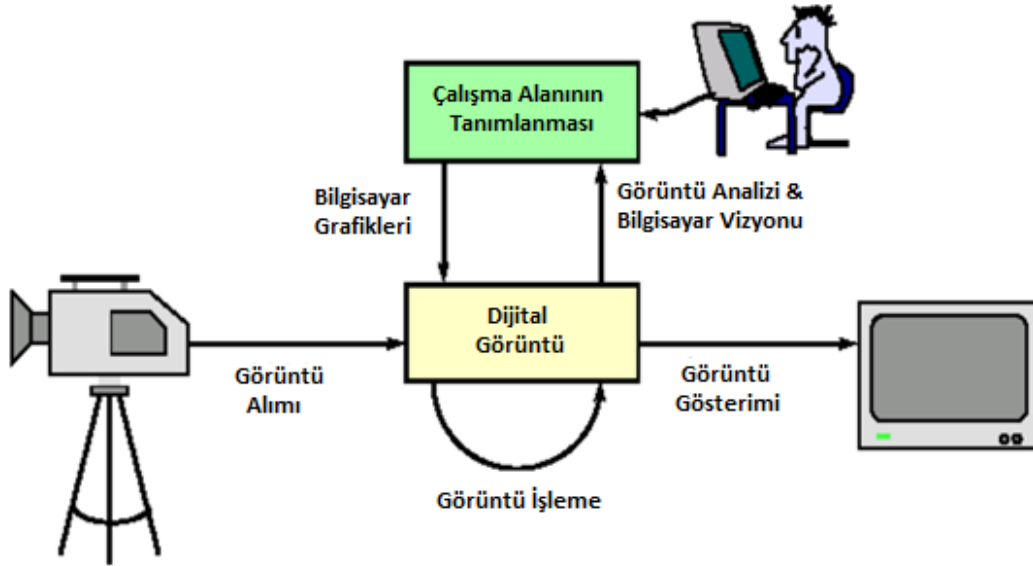 Çalışma Alanının
Tanımlanması
Bilgisayar
Grafikleri
Görüntü Analizi &
Bilgisayar Vizyonu
Dijital
Görüntü
Görüntü
Alımı
Görüntü
Gösterimi
Görüntü İşleme